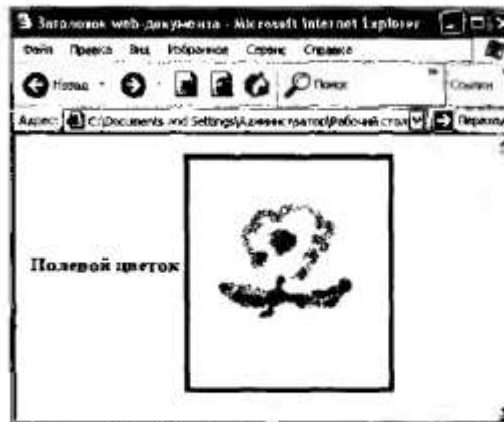 Заголовок web-документа - Microsoft Internet Explorer
Файл Правка Вид Избранное Сервис Справка
Назад Поиск Ссылки
Адрес: C:\Documents and Settings\Администратор\Рабочий стол Переход
Полевой цветок